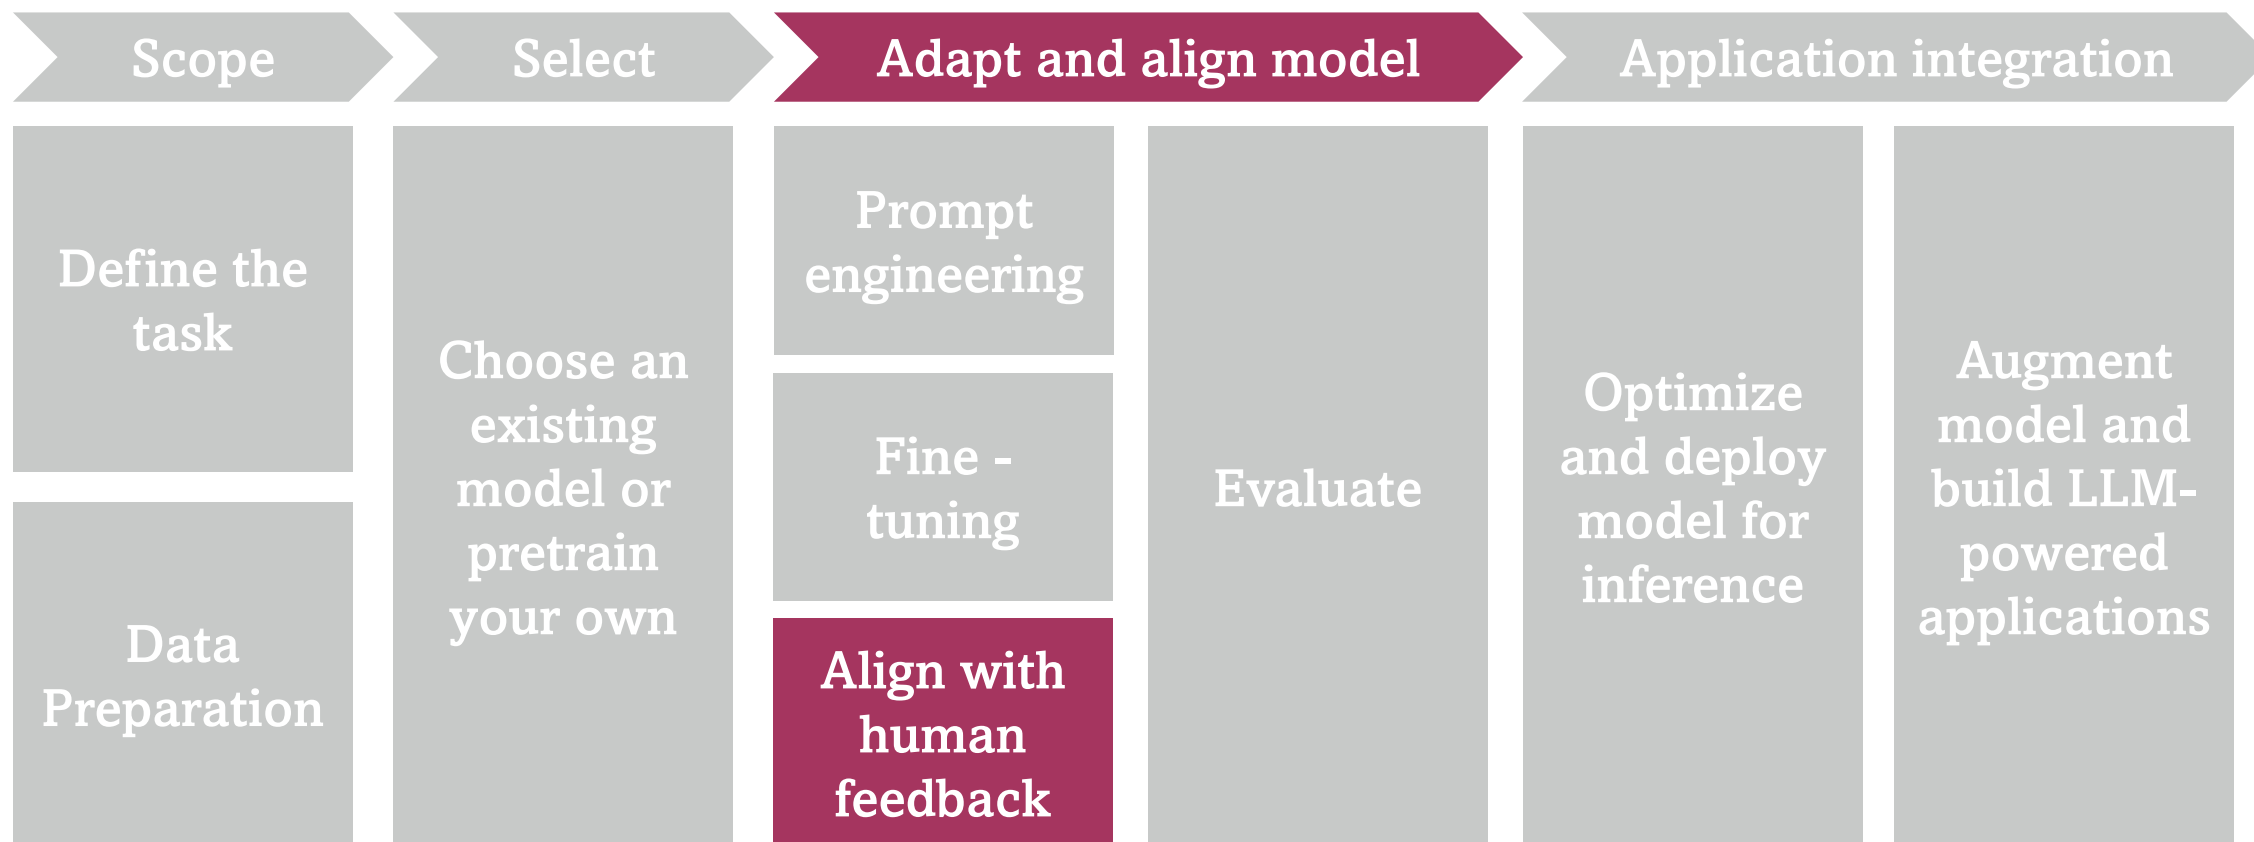 Scope
Select
Adapt and align model
Application integration
Define the
task
Data
Preparation
Choose an
existing
model or
pretrain
your own
Prompt
engineering
Fine -
tuning
Align with
human
feedback
Evaluate
Optimize
and deploy
model for
inference
Augment
model and
build LLM-
powered
applications